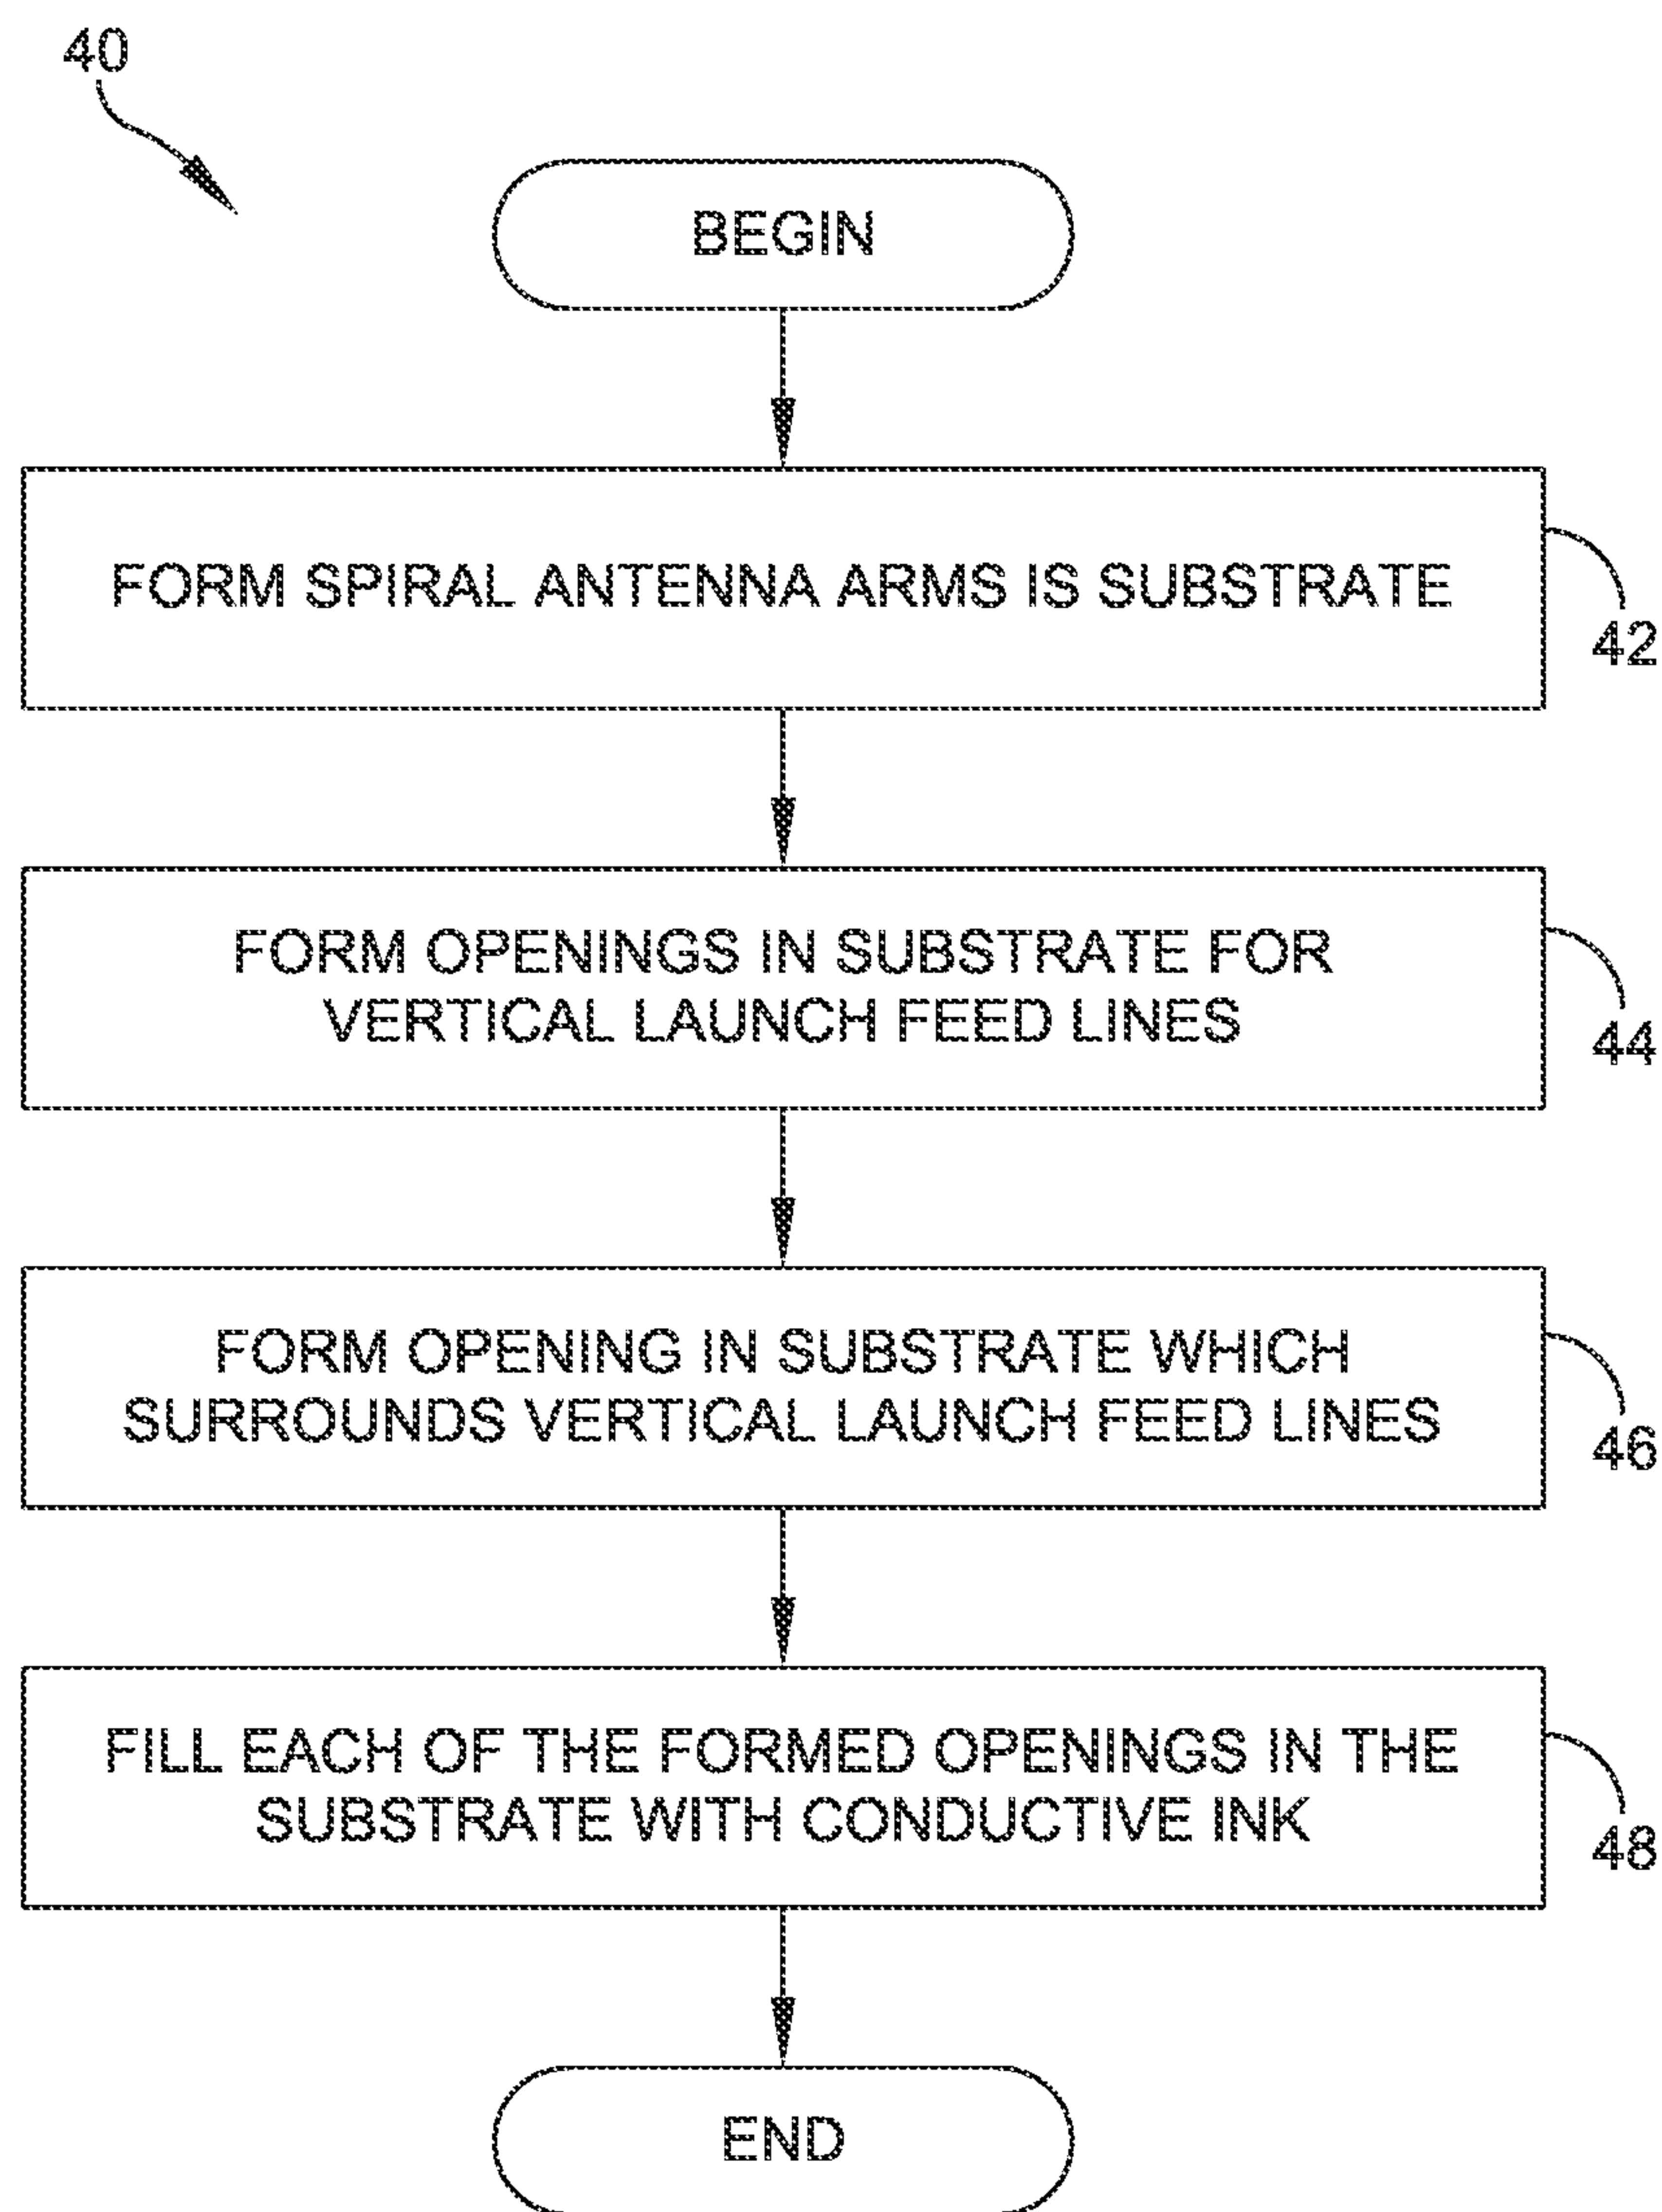 40
BEGIN
FORM SPIRAL ANTENNA ARMS IS SUBSTRATE
42
FORM OPENINGS IN SUBSTRATE FOR
VERTICAL LAUNCH FEED LINES
44
FORM OPENING IN SUBSTRATE WHICH
SURROUNDS VERTICAL LAUNCH FEED LINES
46
FILL EACH OF THE FORMED OPENINGS IN THE
SUBSTRATE WITH CONDUCTIVE INK
48
END